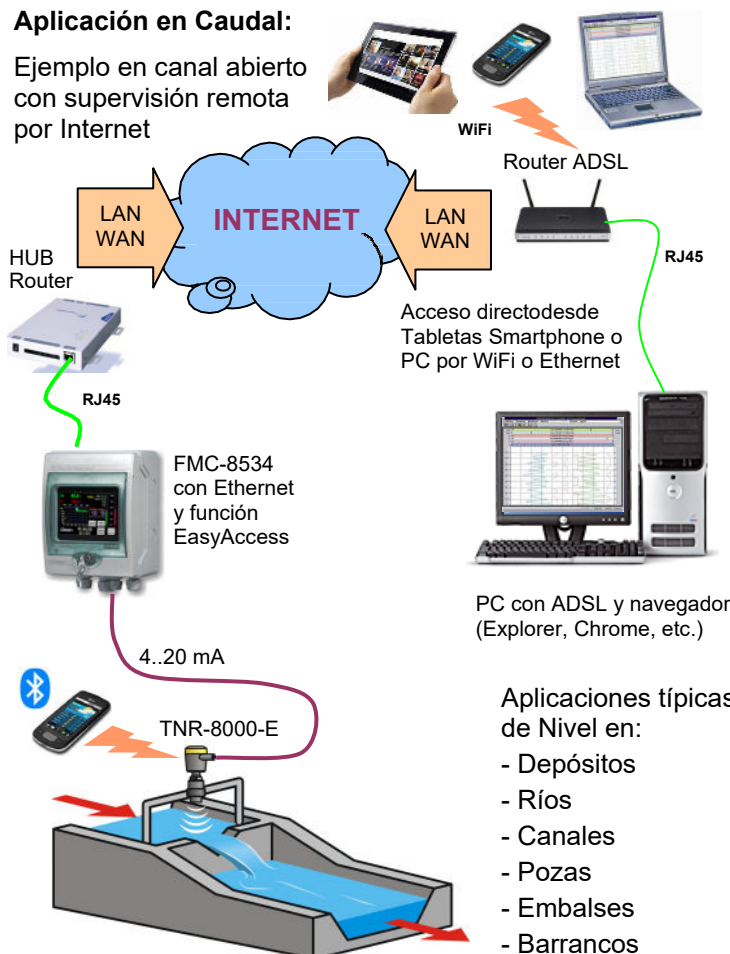 Aplicación en Caudal:
Ejemplo en canal abierto
con supervisión remota
por Internet
WiFi
Router ADSL
LAN
WAN
INTERNET
LAN
WAN
HUB
Router
RJ45
Acceso directodesde
Tabletas Smartphone o
PC por WiFi o Ethernet
RJ45
FMC-8534
con Ethernet
y función
EasyAccess
PC con ADSL y navegador
(Explorer, Chrome, etc.)
4..20 mA
TNR-8000-E
Aplicaciones típicas
de Nivel en:
- Depósitos
- Ríos
- Canales
- Pozas
- Embalses
- Barrancos